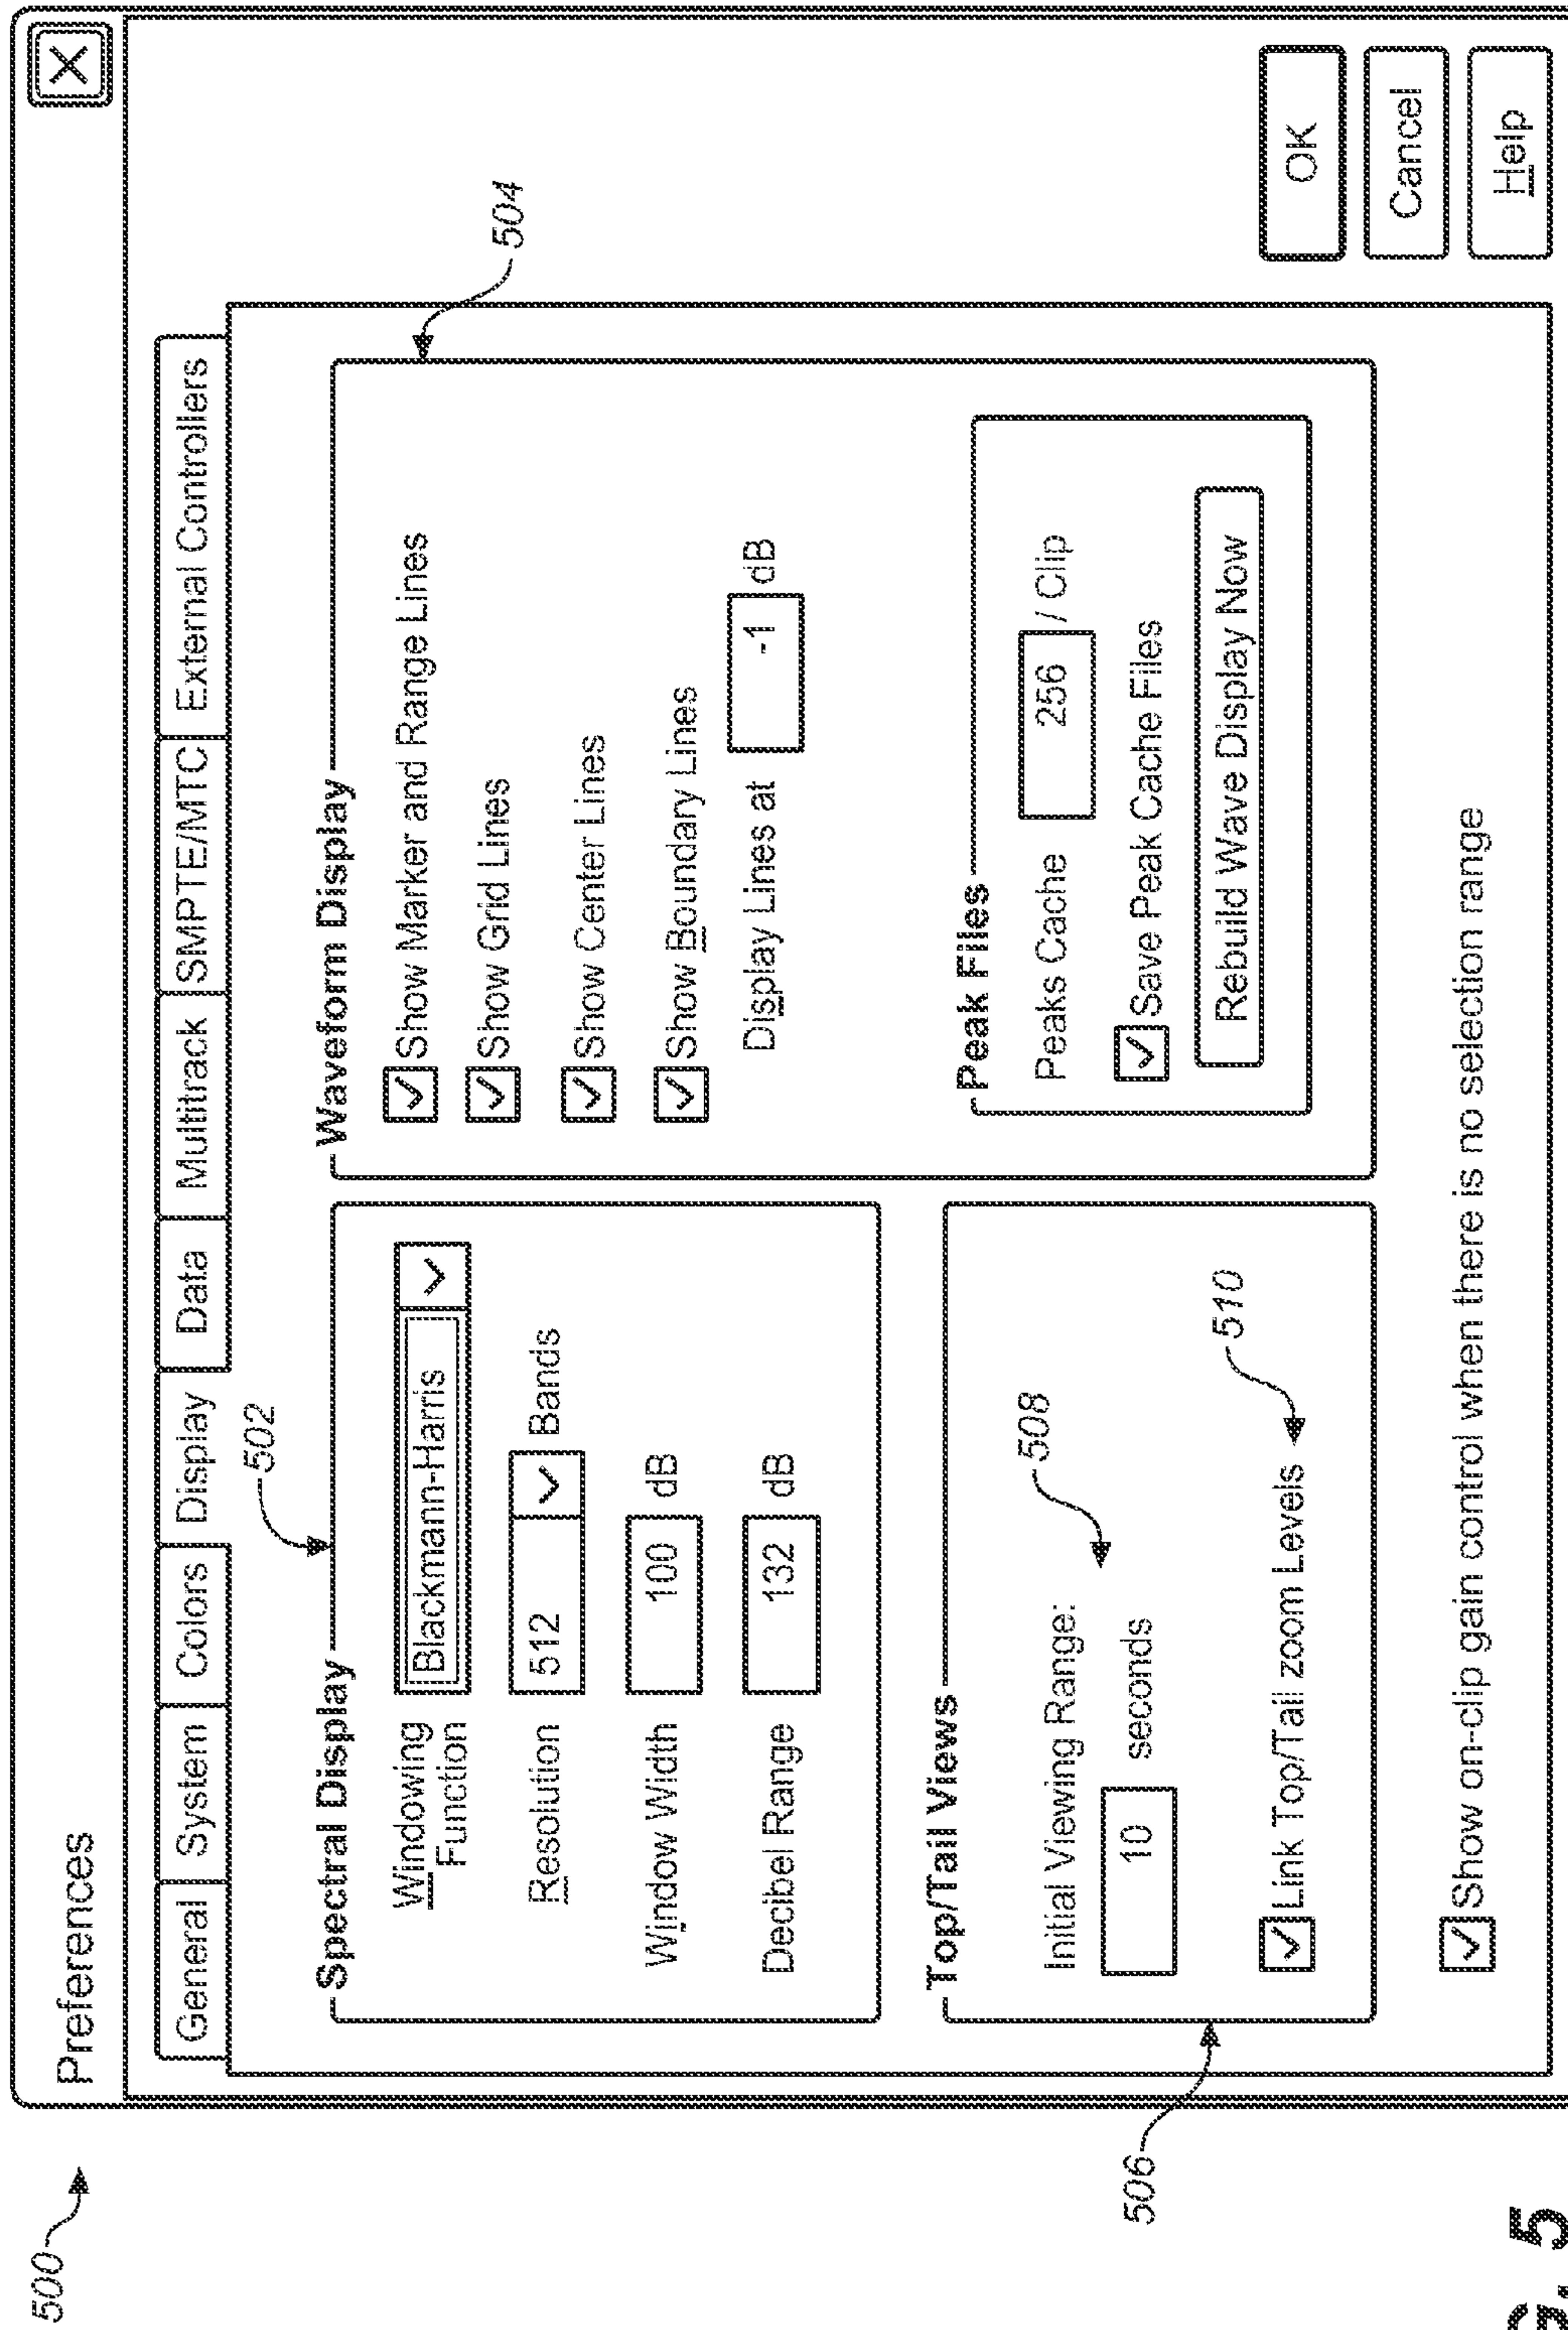 500
Preferences
General System Colors Display Data Multitrack SMPTE/MTC External Controllers
502
504
Spectral Display
Windowing Function
Blackmann-Harris
Resolution 512 Bands
Window Width 100 dB
Decibel Range 132 dB
Waveform Display
Show Marker and Range Lines
Show Grid Lines
Show Center Lines
Show Boundary Lines
Display Lines at -1 dB
Peak Files
Peaks Cache 256 / Clip
Save Peak Cache Files
Rebuild Wave Display Now
506
Top/Tail Views
508
Initial Viewing Range:
10 seconds
510
Link Top/Tail zoom Levels
Show on-clip gain control when there is no selection range
OK
Cancel
Help
G. 5